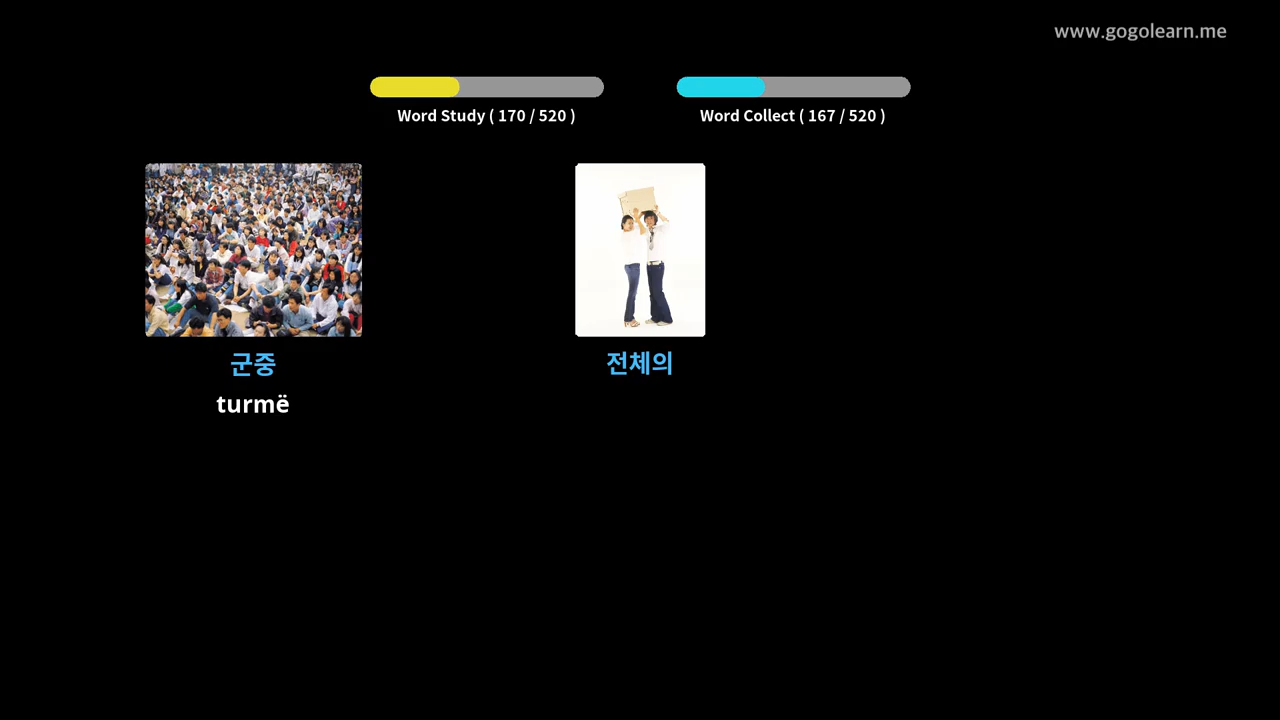 www.gogolearn.me
Word Study ( 170 / 520 )
Word Collect ( 167 / 520 )
군중
turmë
전체의